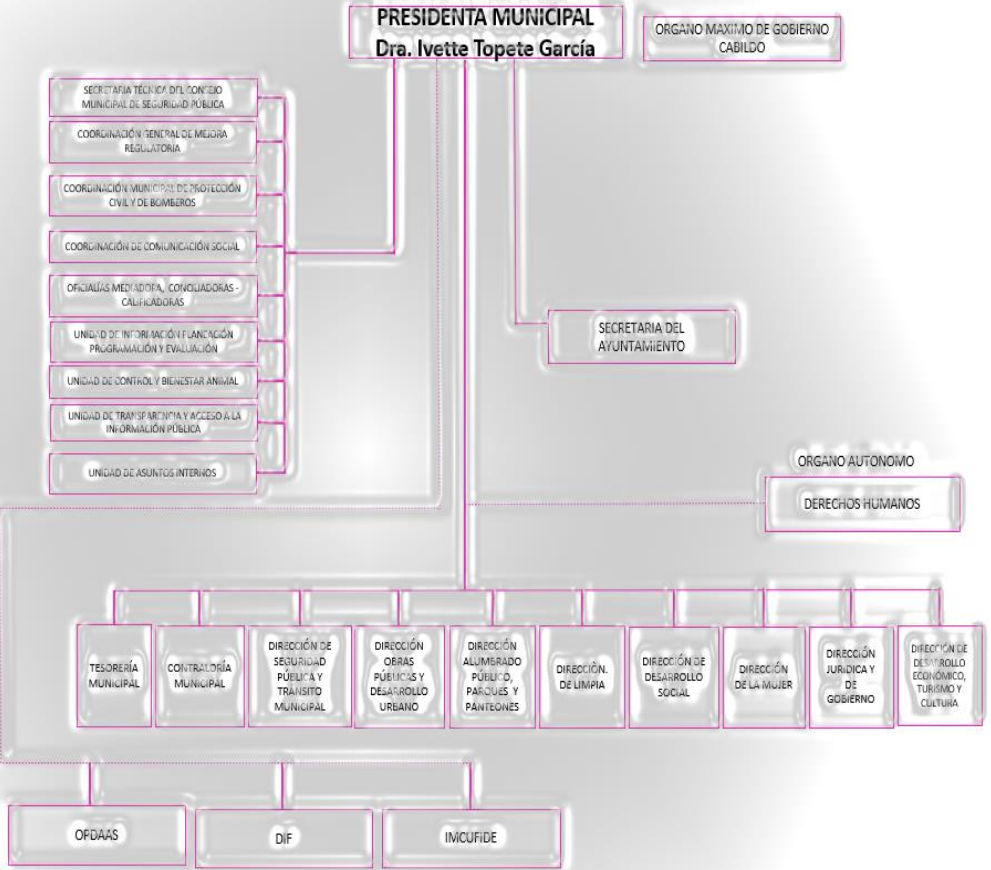 PRESIDENTA MUNICIPAL
Dra. Ivette Topete García
ORGANO MAXIMO DE GOBIERNO
CABILDO
SECRETARIA TÉCNICA DEL CONSEJO
MUNICIPAL DE SEGURIDAD PÚBLICA
COORDINACIÓN GENERAL DE MEJORA
REGULATORIA
COORDINACIÓN MUNICIPAL DE PROTECCIÓN
CIVIL Y DE BOMBEROS
COORDINACIÓN DE COMUNICACIÓN SOCIAL
OFICIALÍAS MEDIADORA, CONCILIADORAS -
CALIFICADORAS
UNIDAD DE INFORMACIÓN PLANEACIÓN
PROGRAMACIÓN Y EVALUACIÓN
UNIDAD DE CONTROL Y BIENESTAR ANIMAL
UNIDAD DE TRANSPARENCIA Y ACCESO A LA
INFORMACIÓN PÚBLICA
UNIDAD DE ASUNTOS INTERNOS
SECRETARIA DEL
AYUNTAMIENTO
ORGANO AUTONOMO
DERECHOS HUMANOS
TESORERÍA
MUNICIPAL
CONTRALORÍA
MUNICIPAL
DIRECCIÓN DE
SEGURIDAD
PÚBLICA Y
TRÁNSITO
MUNICIPAL
DIRECCIÓN
OBRAS
PÚBLICAS Y
DESARROLLO
URBANO
DIRECCIÓN
ALUMBRADO
PÚBLICO,
PARQUES Y
PANTEONES
DIRECCIÓN.
DE LIMPIA
DIRECCIÓN DE
DESARROLLO
SOCIAL
DIRECCIÓN
DE LA MUJER
DIRECCIÓN
JURIDICA Y
DE
GOBIERNO
DIRECCIÓN DE
DESARROLLO
ECONÓMICO,
TURISMO Y
CULTURA
OPDAAS
DIF
IMCUFIDE